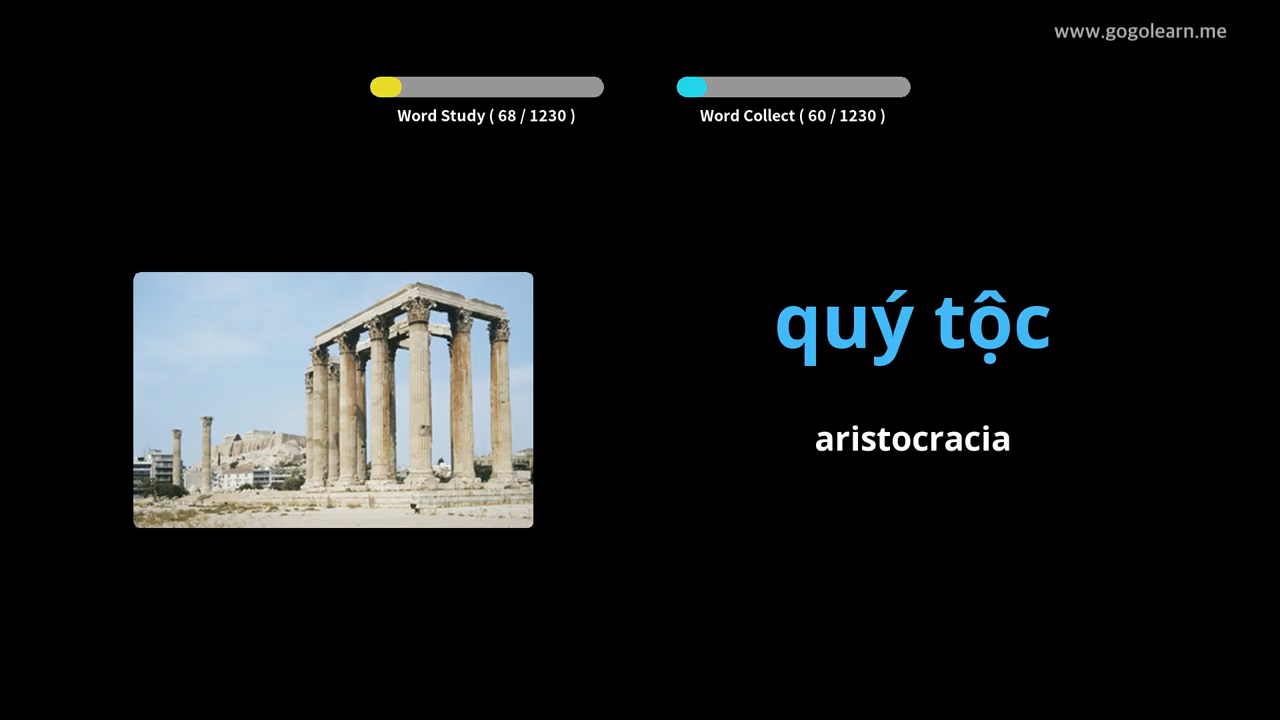 www.gogolearn.me
Word Study ( 68 / 1230 )
Word Collect ( 60 / 1230 )
quý tộc
aristocracia